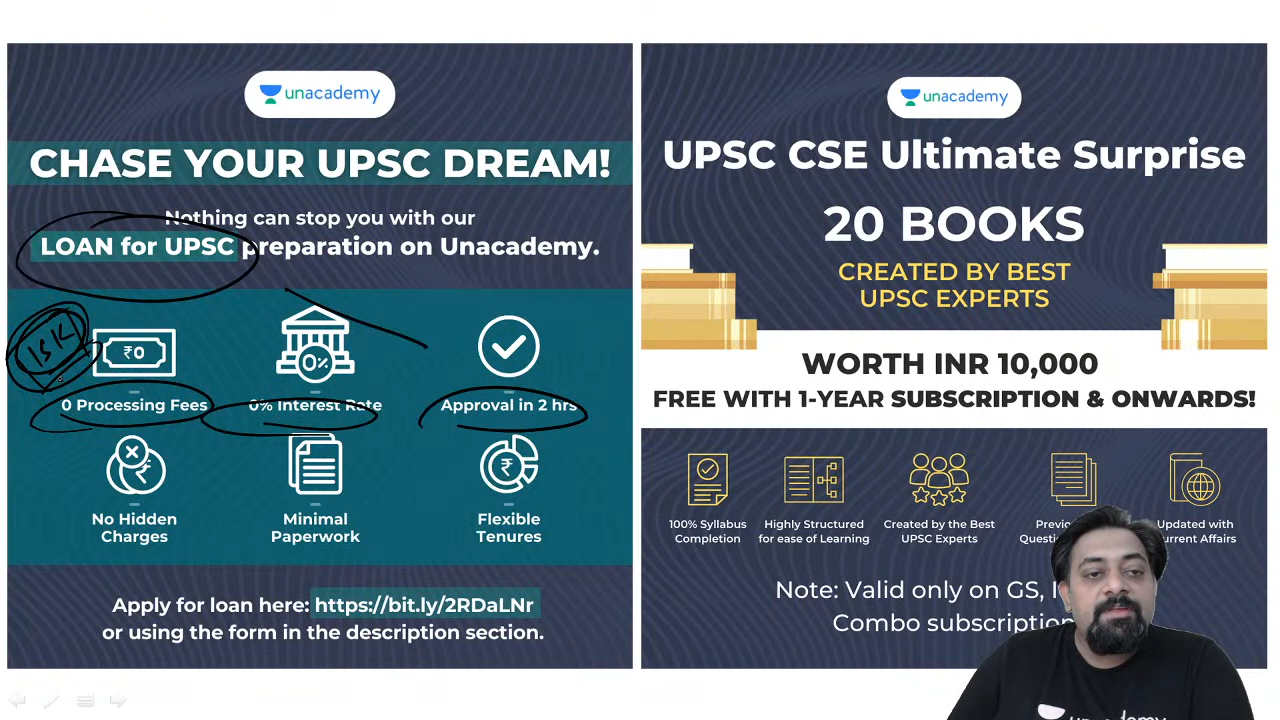 unacademy
CHASE YOUR UPSC DREAM!
Nothing can stop you with our
LOAN for UPSC preparation on Unacademy.
15K
₹0
0%
0 Processing Fees
0% Interest Rate
Approval in 2 hrs
₹
₹
No Hidden
Charges
Minimal
Paperwork
Flexible
Tenures
Apply for loan here: https://bit.ly/2RDaLNr
or using the form in the description section.
unacademy
UPSC CSE Ultimate Surprise
20 BOOKS
CREATED BY BEST
UPSC EXPERTS
WORTH INR 10,000
FREE WITH 1-YEAR SUBSCRIPTION & ONWARDS!
100% Syllabus
Completion
Highly Structured
for ease of Learning
Created by the Best
UPSC Experts
Updated with
Affairs
Note: Valid only on GS,
Combo
unacademy